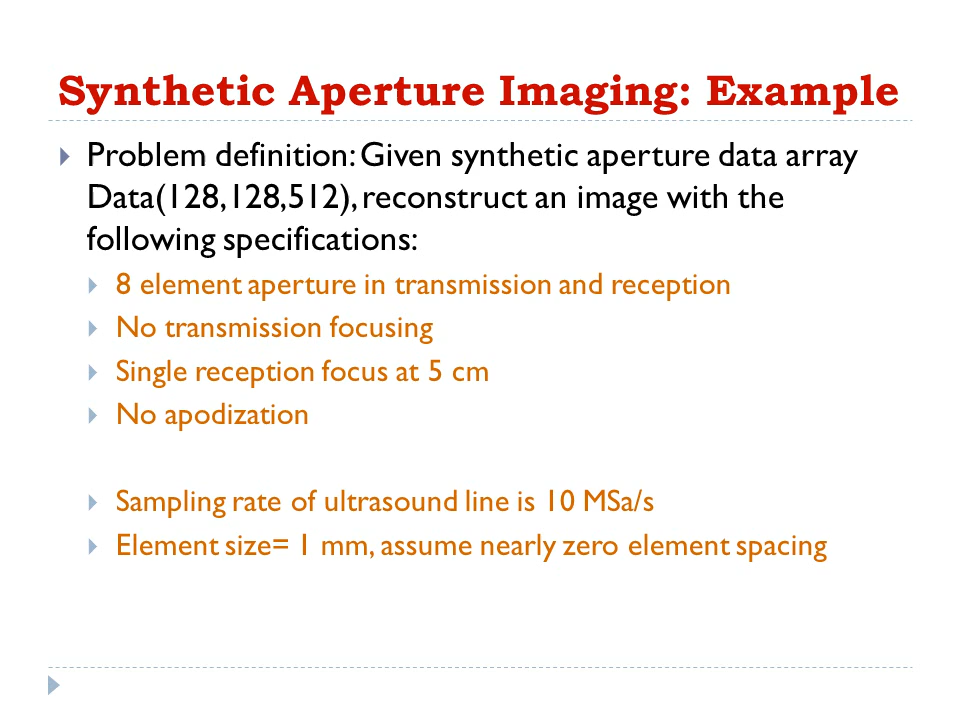 Synthetic Aperture Imaging: Example
Problem definition: Given synthetic aperture data array
Data(128,128,512), reconstruct an image with the
following specifications:
8 element aperture in transmission and reception
No transmission focusing
Single reception focus at 5 cm
No apodization
Sampling rate of ultrasound line is 10 MSa/s
Element size= 1 mm, assume nearly zero element spacing